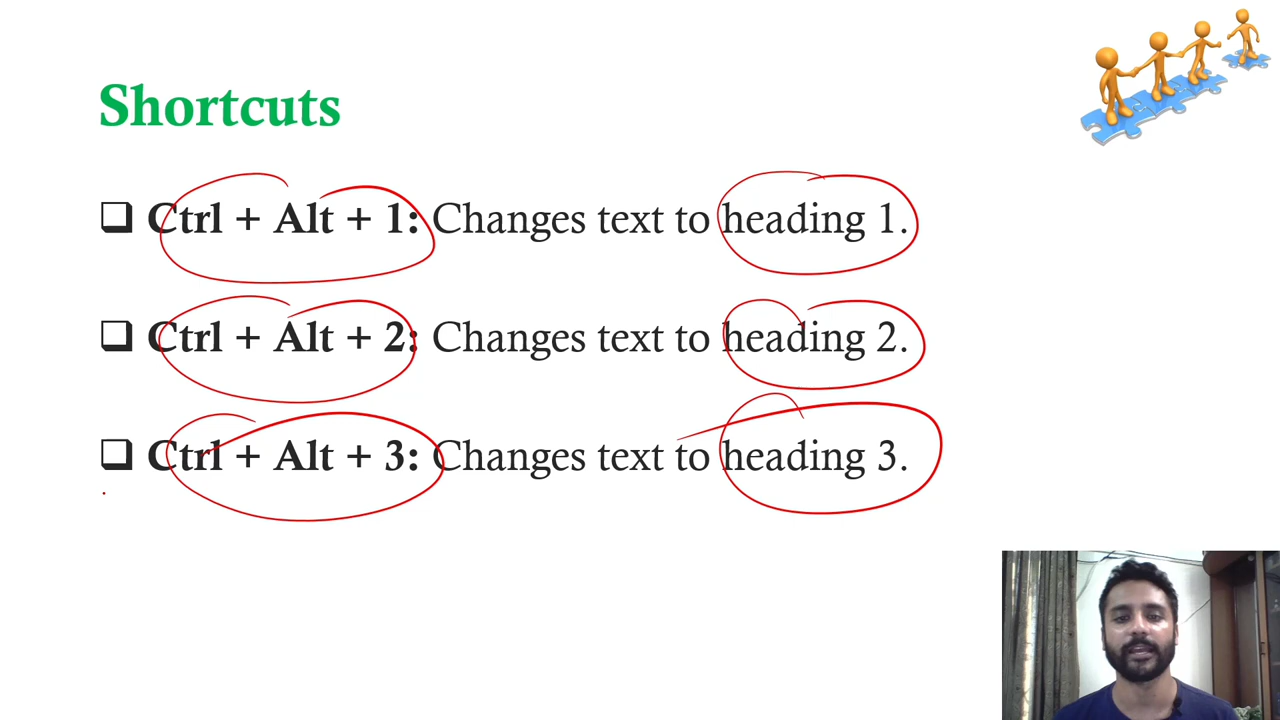 Shortcuts
❑ Ctrl + Alt + 1: Changes text to heading 1.
❑ Ctrl + Alt + 2: Changes text to heading 2.
❑ Ctrl + Alt + 3: Changes text to heading 3.